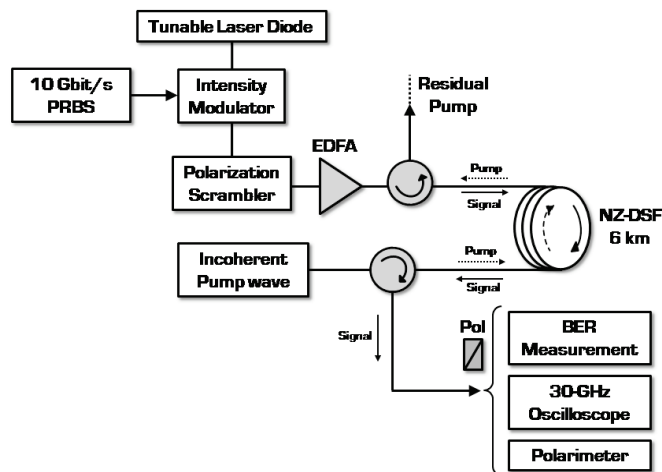 Tunable Laser Diode
10 Gbit/s
PRBS
Intensity
Modulator
Residual
Pump
EDFA
Polarization
Scrambler
Pump
Signal
NZ-DSF
6 km
Incoherent
Pump wave
Pump
Signal
Signal
Pol
BER
Measurement
30-GHz
Oscilloscope
Polarimeter